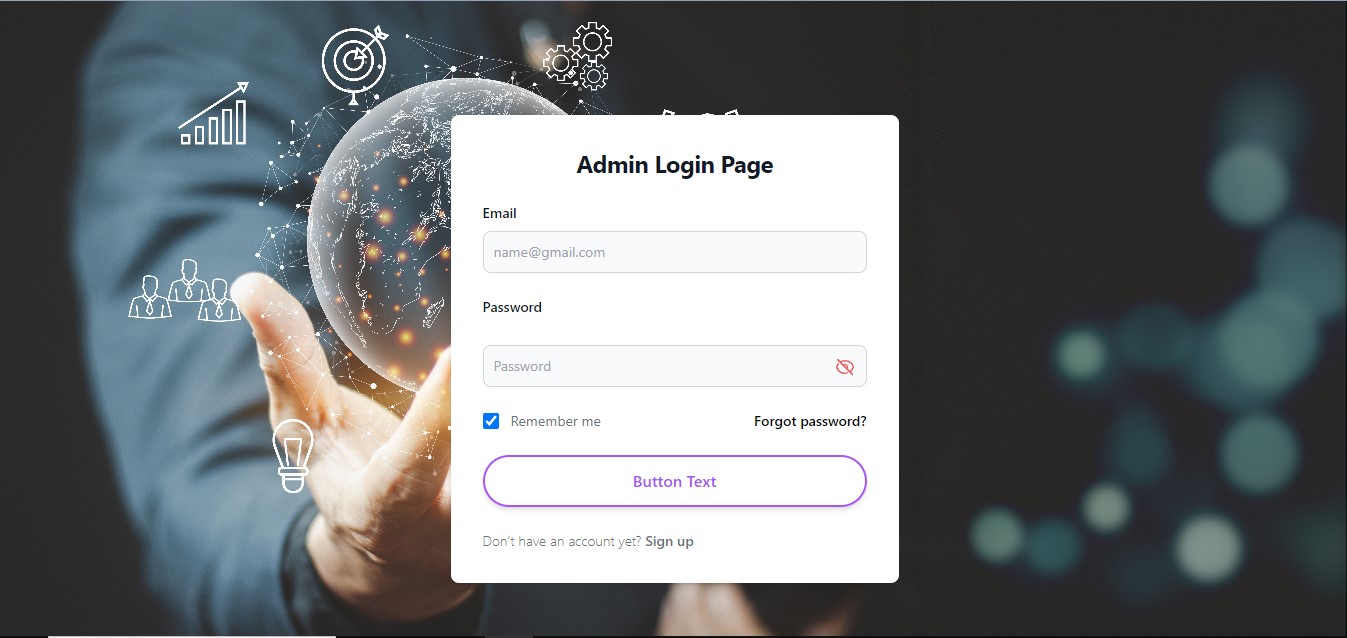 Admin Login Page
Email
name@gmail.com
Password
Password
Remember me Forgot password?
Button Text
Don't have an account yet? Sign up